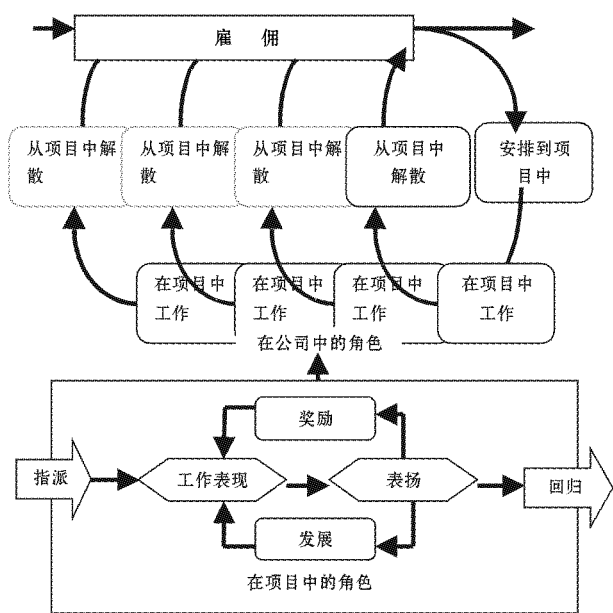 雇 佣
从项目中解
散
从项目中解
散
从项目中解
散
从项目中
解散
安排到项
目中
在项目中
工作
在项目中
工作
在项目中
工作
在项目中
工作
在公司中的角色
奖励
指派
工作表现
表扬
回归
发展
在项目中的角色